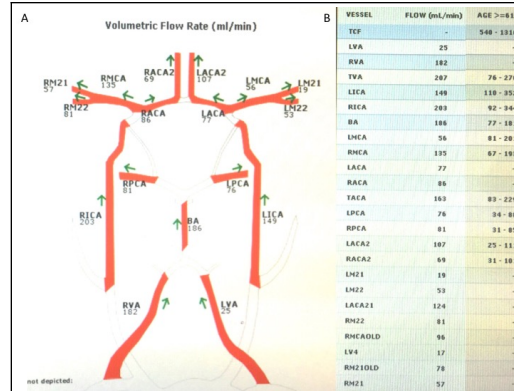 A
Volumetric Flow Rate (ml/min)
RACA2
69
LACA2
107
RM21
57
RMCA
135
LMCA
56
LM21
19
RM22
81
RACA
86
LACA
77
LM22
53
RPCA
81
LPCA
76
RICA
203
BA
186
LICA
149
RVA
182
LVA
25
not depicted:
B
VESSEL FLOW (mL/min) AGE >=61
TCF - 540 - 131
LVA 25 -
RVA 182 -
TVA 207 76 - 27
LICA 149 110 - 35
RICA 203 92 - 34
BA 186 77 - 18
LMCA 56 81 - 20
RMCA 135 67 - 19
LACA 77 -
RACA 86 -
TACA 163 83 - 22
LPCA 76 34 - 8
RPCA 81 31 - 8
LACA2 107 25 - 11
RACA2 69 31 - 10
LM21 19 -
LM22 53 -
LACA21 124 -
RM22 81 -
RMCAOLD 96 -
LV4 17 -
RM21OLD 78 -
RM21 57 -